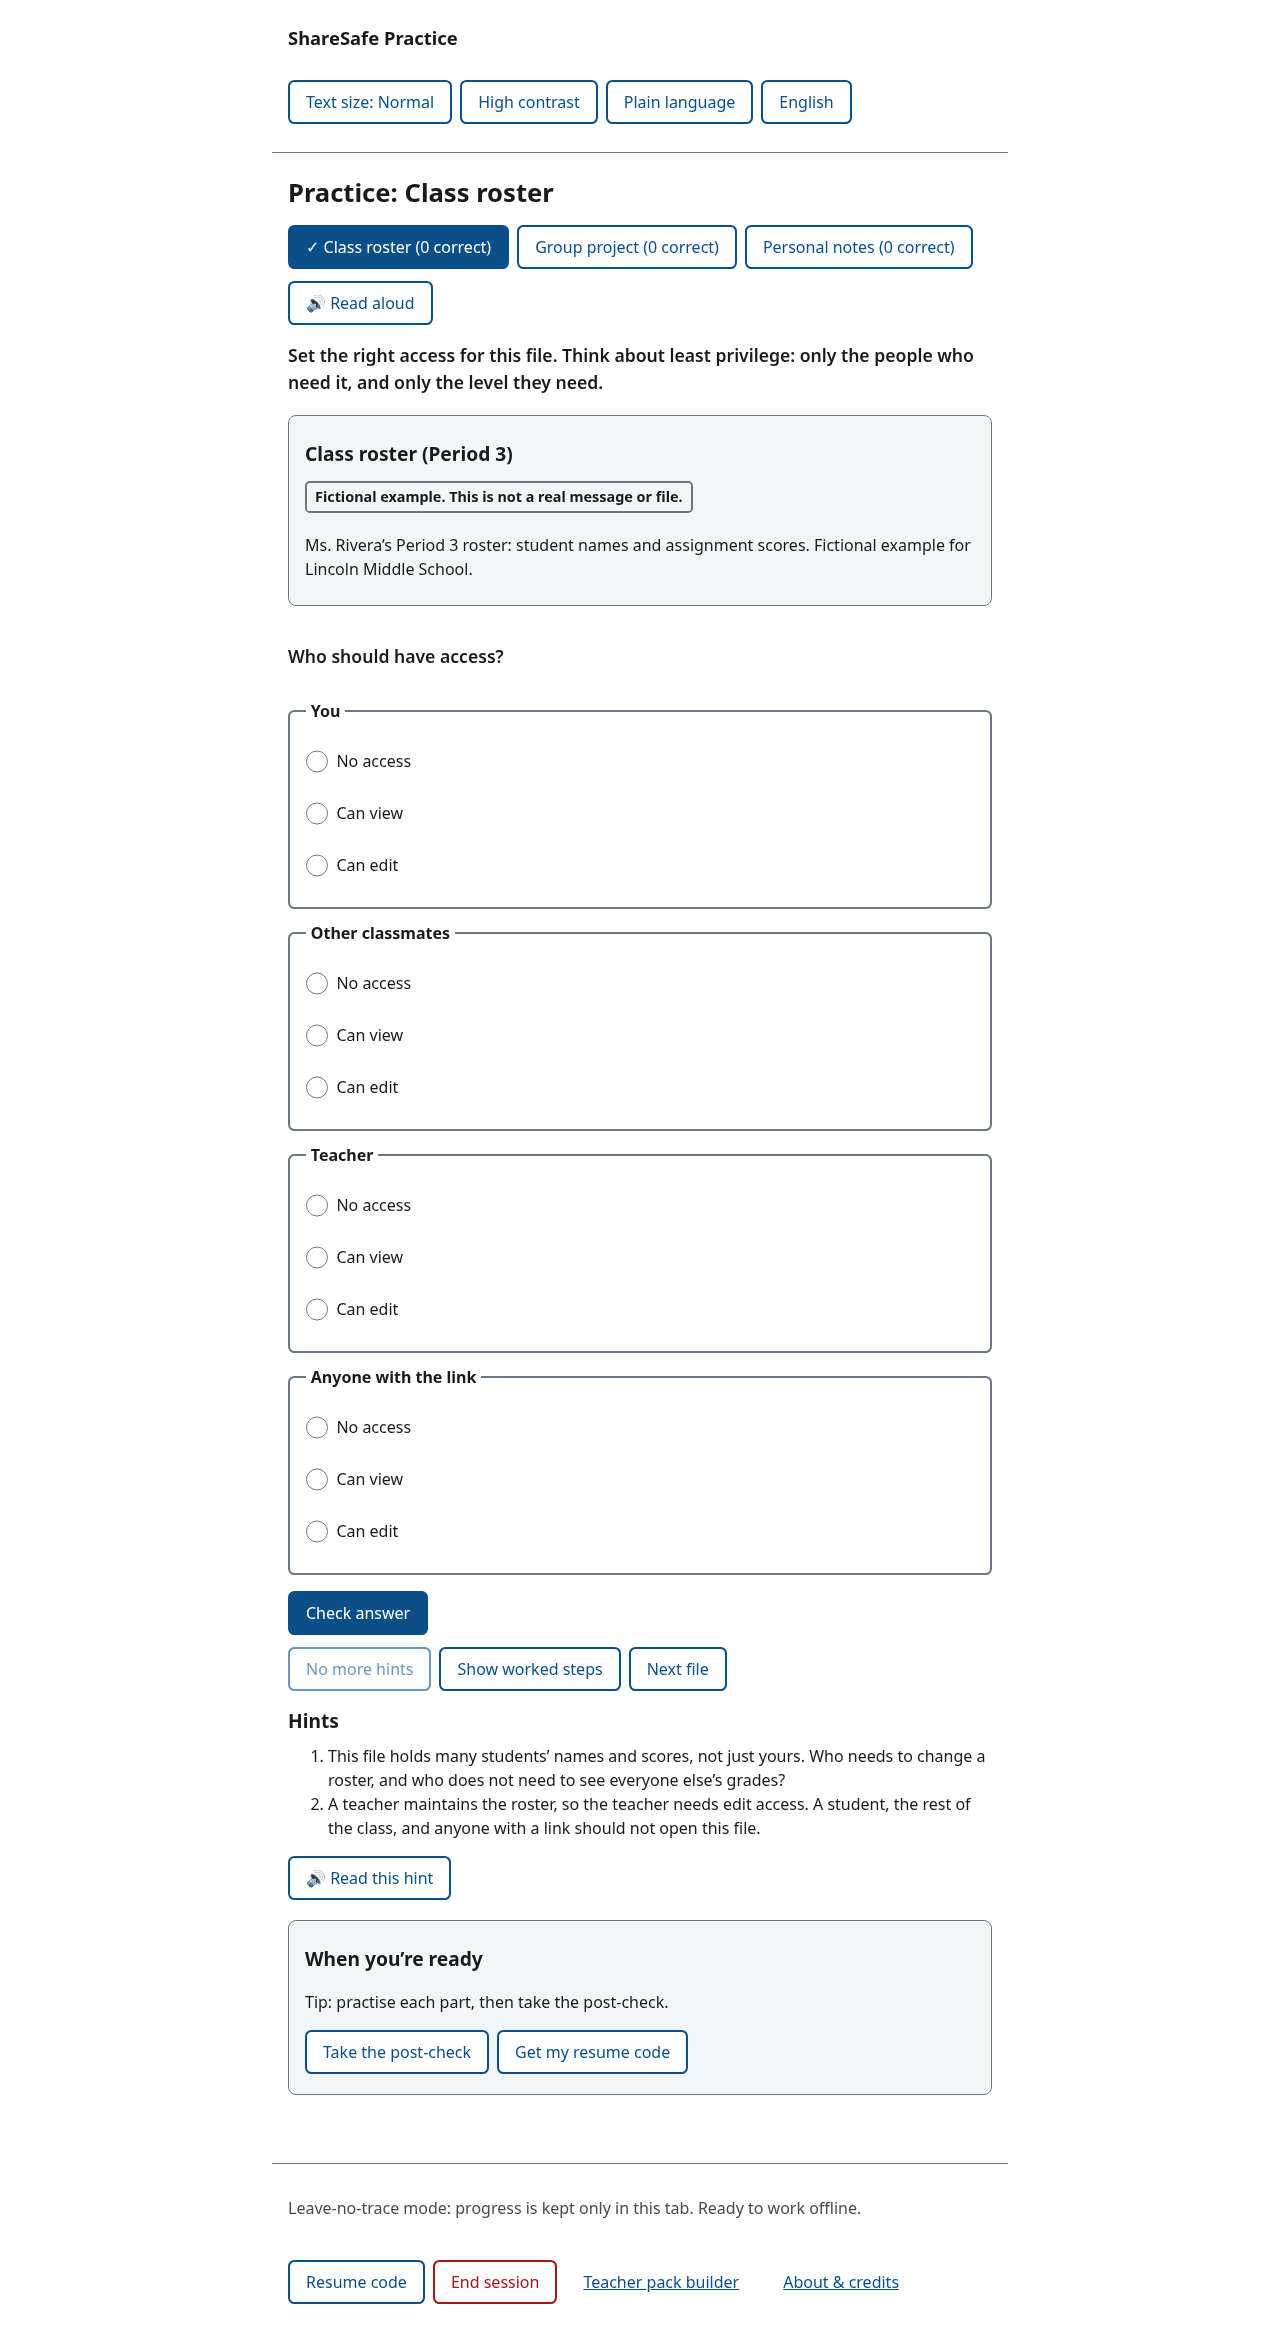 ShareSafe Practice
Text size: Normal
High contrast
Plain language
English
Practice: Class roster
✓ Class roster (0 correct)
Group project (0 correct)
Personal notes (0 correct)
🔊 Read aloud
Set the right access for this file. Think about least privilege: only the people who
need it, and only the level they need.
Class roster (Period 3)
Fictional example. This is not a real message or file.
Ms. Rivera’s Period 3 roster: student names and assignment scores. Fictional example for
Lincoln Middle School.
Who should have access?
You
No access
Can view
Can edit
Other classmates
No access
Can view
Can edit
Teacher
No access
Can view
Can edit
Anyone with the link
No access
Can view
Can edit
Check answer
No more hints
Show worked steps
Next file
Hints
1. This file holds many students’ names and scores, not just yours. Who needs to change a
roster, and who does not need to see everyone else’s grades?
2. A teacher maintains the roster, so the teacher needs edit access. A student, the rest of
the class, and anyone with a link should not open this file.
🔊 Read this hint
When you’re ready
Tip: practise each part, then take the post-check.
Take the post-check
Get my resume code
Leave-no-trace mode: progress is kept only in this tab. Ready to work offline.
Resume code
End session
Teacher pack builder
About & credits